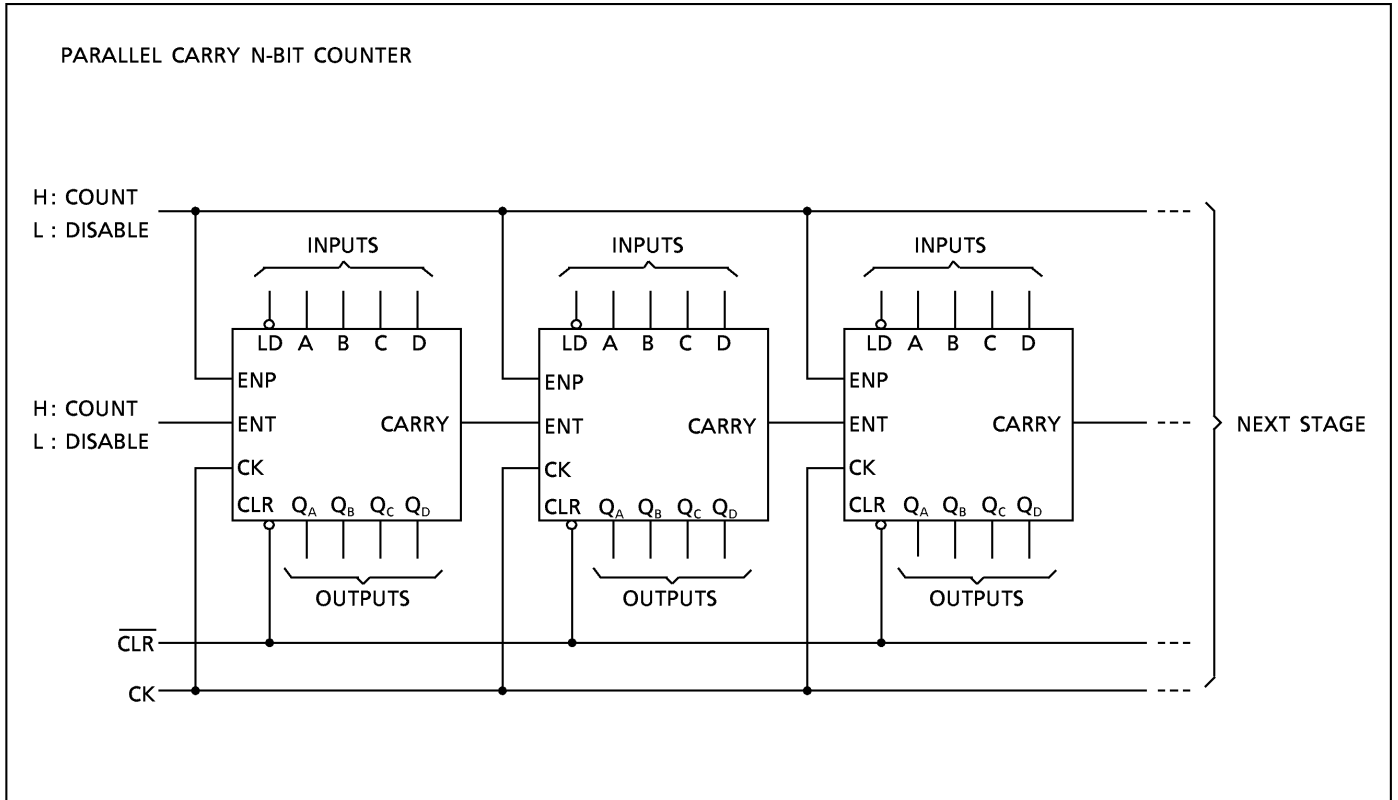 PARALLEL CARRY N-BIT COUNTER
H: COUNT
L : DISABLE
INPUTS INPUTS INPUTS
LD A B C D LD A B C D LD A B C D
ENP ENP ENP
H: COUNT
L : DISABLE
ENT CARRY ENT CARRY ENT CARRY NEXT STAGE
CK CK CK
CLR QA QB QC QD CLR QA QB QC QD CLR QA QB QC QD
OUTPUTS OUTPUTS OUTPUTS
C̅L̅R̅
CK